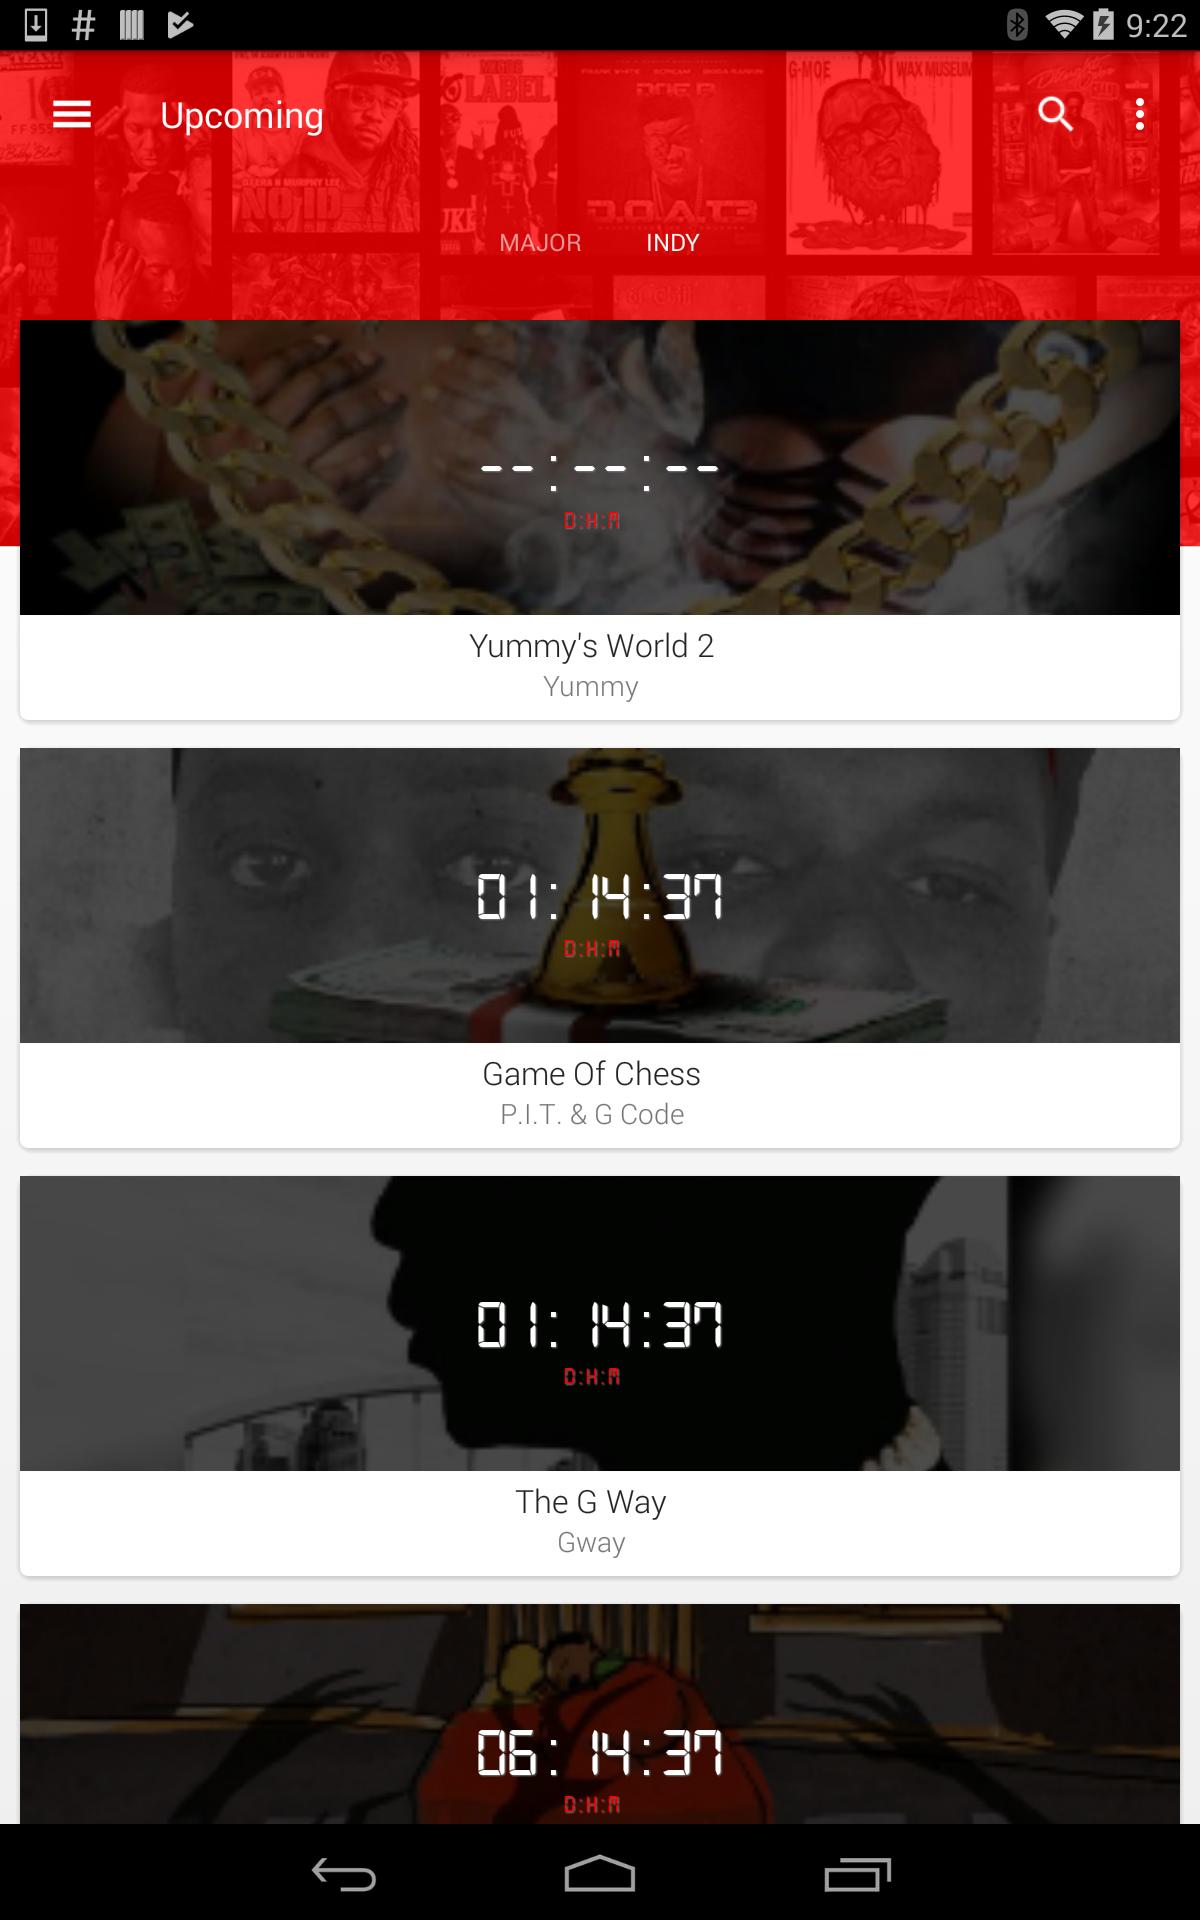 9:22
Upcoming
MAJOR INDY
--:--:--
D:H:M
Yummy's World 2
Yummy
01:14:37
D:H:M
Game Of Chess
P.I.T. & G Code
01:14:37
D:H:M
The G Way
Gway
06:14:37
D:H:M